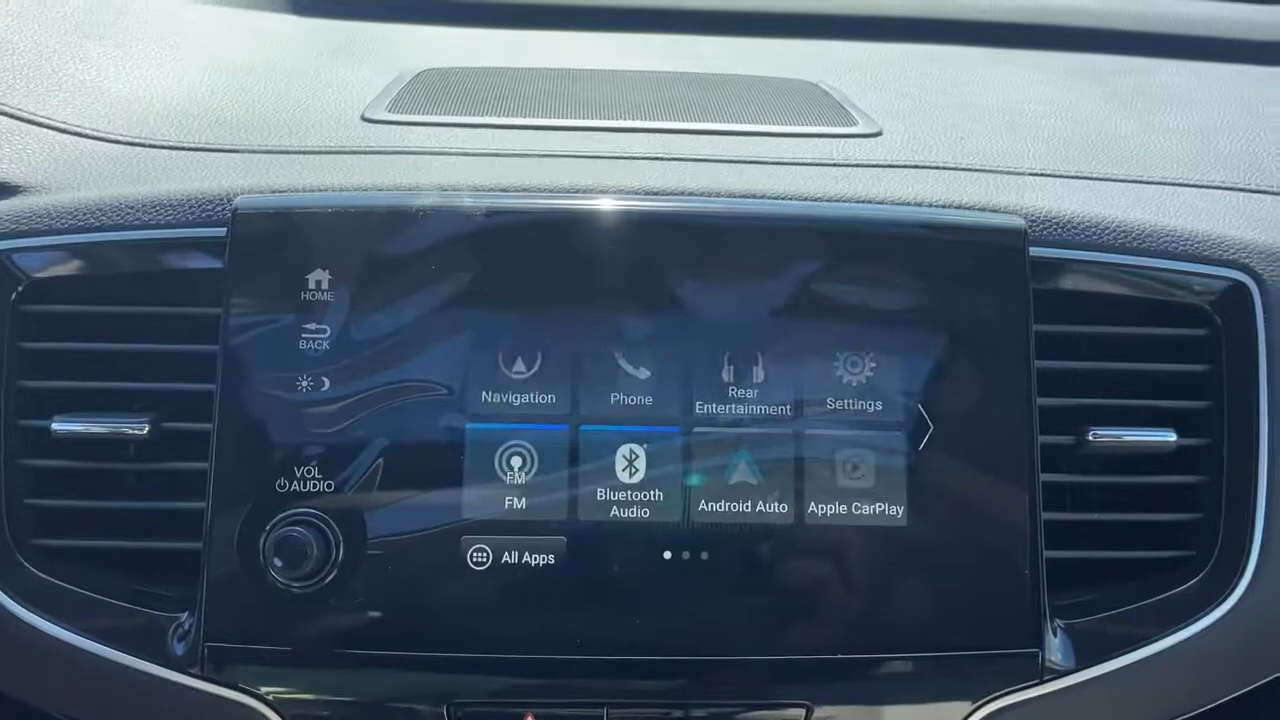 HOME
BACK
VOL
AUDIO
Navigation
Phone
Rear
Entertainment
Settings
FM
FM
Bluetooth
Audio
Android Auto
Apple CarPlay
All Apps